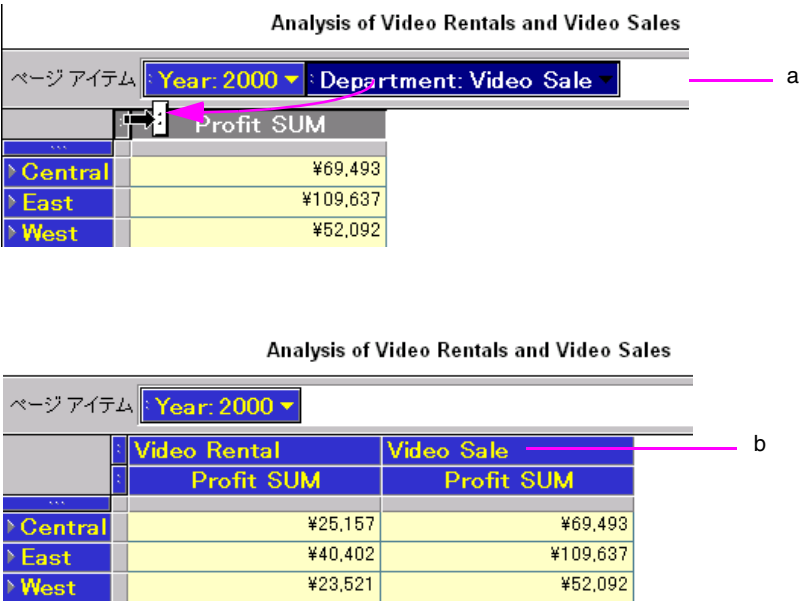 Analysis of Video Rentals and Video Sales
ページ アイテム Year: 2000 Department: Video Sale a
Profit SUM
Central ¥69,493
East ¥109,637
West ¥52,092
Analysis of Video Rentals and Video Sales
ページ アイテム Year: 2000
Video Rental Video Sale b
Profit SUM Profit SUM
Central ¥25,157 ¥69,493
East ¥40,402 ¥109,637
West ¥23,521 ¥52,092